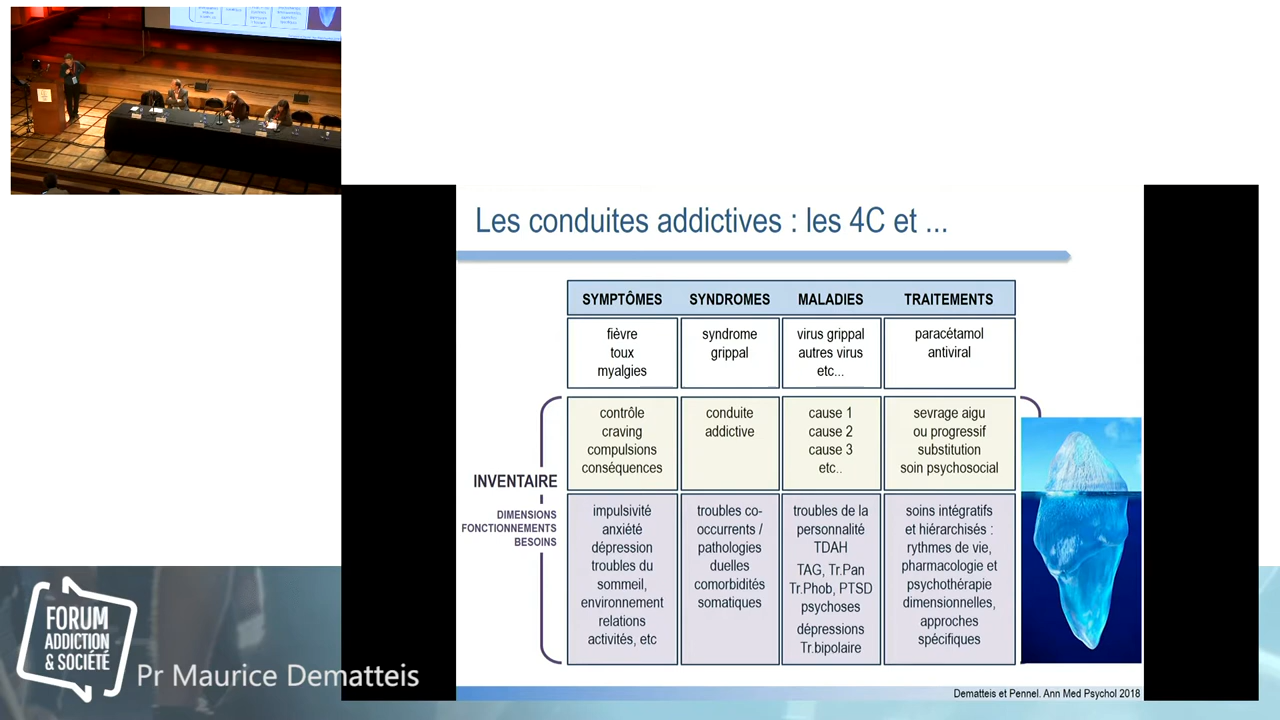 Les conduites addictives : les 4C et ...
SYMPTÔMES
SYNDROMES
MALADIES
TRAITEMENTS
fièvre
toux
myalgies
syndrome
grippal
virus grippal
autres virus
etc...
paracétamol
antiviral
contrôle
craving
compulsions
conséquences
conduite
addictive
cause 1
cause 2
cause 3
etc..
sevrage aigu
ou progressif
substitution
soin psychosocial
INVENTAIRE
DIMENSIONS
FONCTIONNEMENTS
BESOINS
impulsivité
anxiété
dépression
troubles du
sommeil,
environnement
relations
activités, etc
troubles co-
occurrents /
pathologies
duelles
comorbidités
somatiques
troubles de la
personnalité
TDAH
TAG, Tr.Pan
Tr.Phob, PTSD
psychoses
dépressions
Tr.bipolaire
soins intégratifs
et hiérarchisés :
rythmes de vie,
pharmacologie et
psychothérapie
dimensionnelles,
approches
spécifiques
Dematteis et Pennel. Ann Med Psychol 2018
FORUM
ADDICTION
& SOCIÉTÉ
Pr Maurice Dematteis